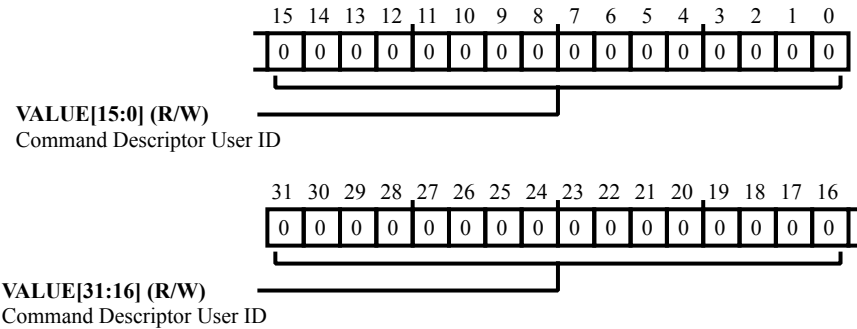 15 14 13 12 11 10 9 8 7 6 5 4 3 2 1 0
0 0 0 0 0 0 0 0 0 0 0 0 0 0 0 0
VALUE[15:0] (R/W)
Command Descriptor User ID
31 30 29 28 27 26 25 24 23 22 21 20 19 18 17 16
0 0 0 0 0 0 0 0 0 0 0 0 0 0 0 0
VALUE[31:16] (R/W)
Command Descriptor User ID